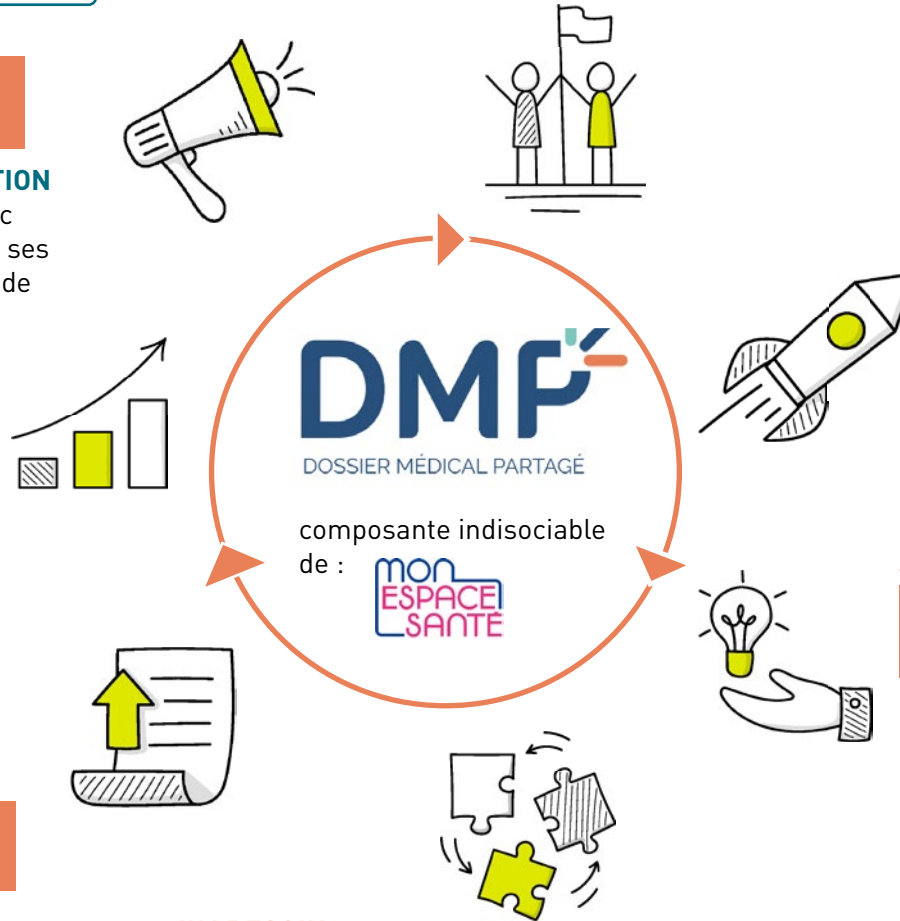 TION
c
ses
de
DMP
DOSSIER MÉDICAL PARTAGÉ
composante indisociable
de :
mon
ESPACE
SANTÉ